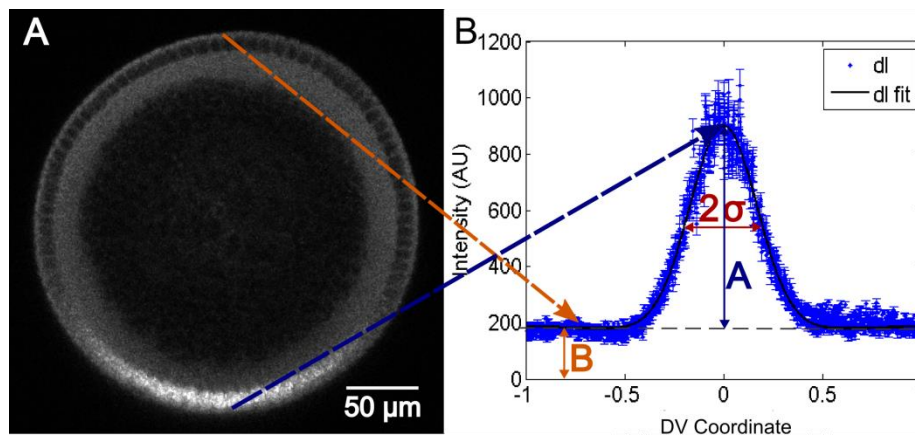 A
50 µm
B
1200
1000
800
600
400
200
0
Intensity (AU)
dl
dl fit
2σ
A
B
-1
-0.5
0
0.5
DV Coordinate